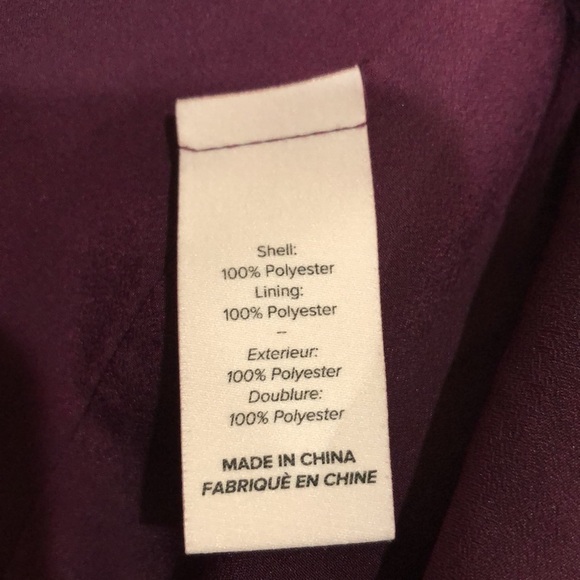 Shell:
100% Polyester
Lining:
100% Polyester
–
Exterieur:
100% Polyester
Doublure:
100% Polyester
MADE IN CHINA
FABRIQUÈ EN CHINE